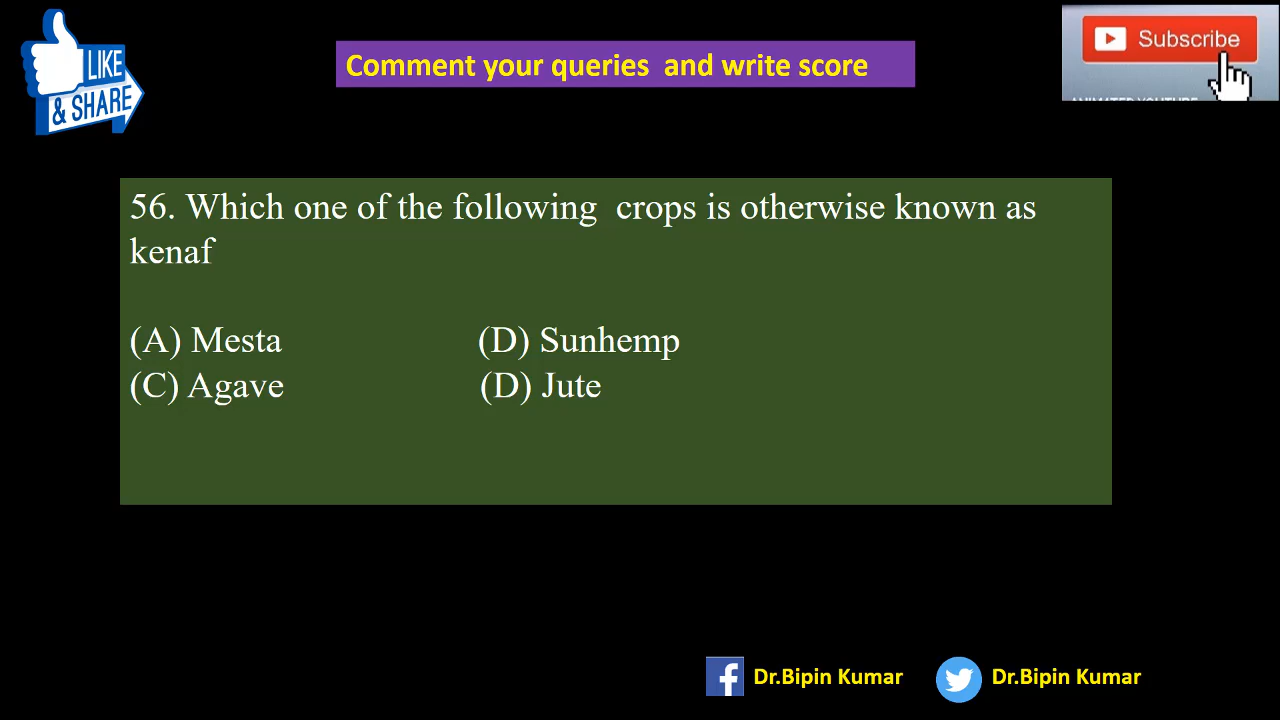 LIKE
& SHARE
Comment your queries and write score
Subscribe
56. Which one of the following crops is otherwise known as
kenaf
(A) Mesta (D) Sunhemp
(C) Agave (D) Jute
Dr.Bipin Kumar Dr.Bipin Kumar